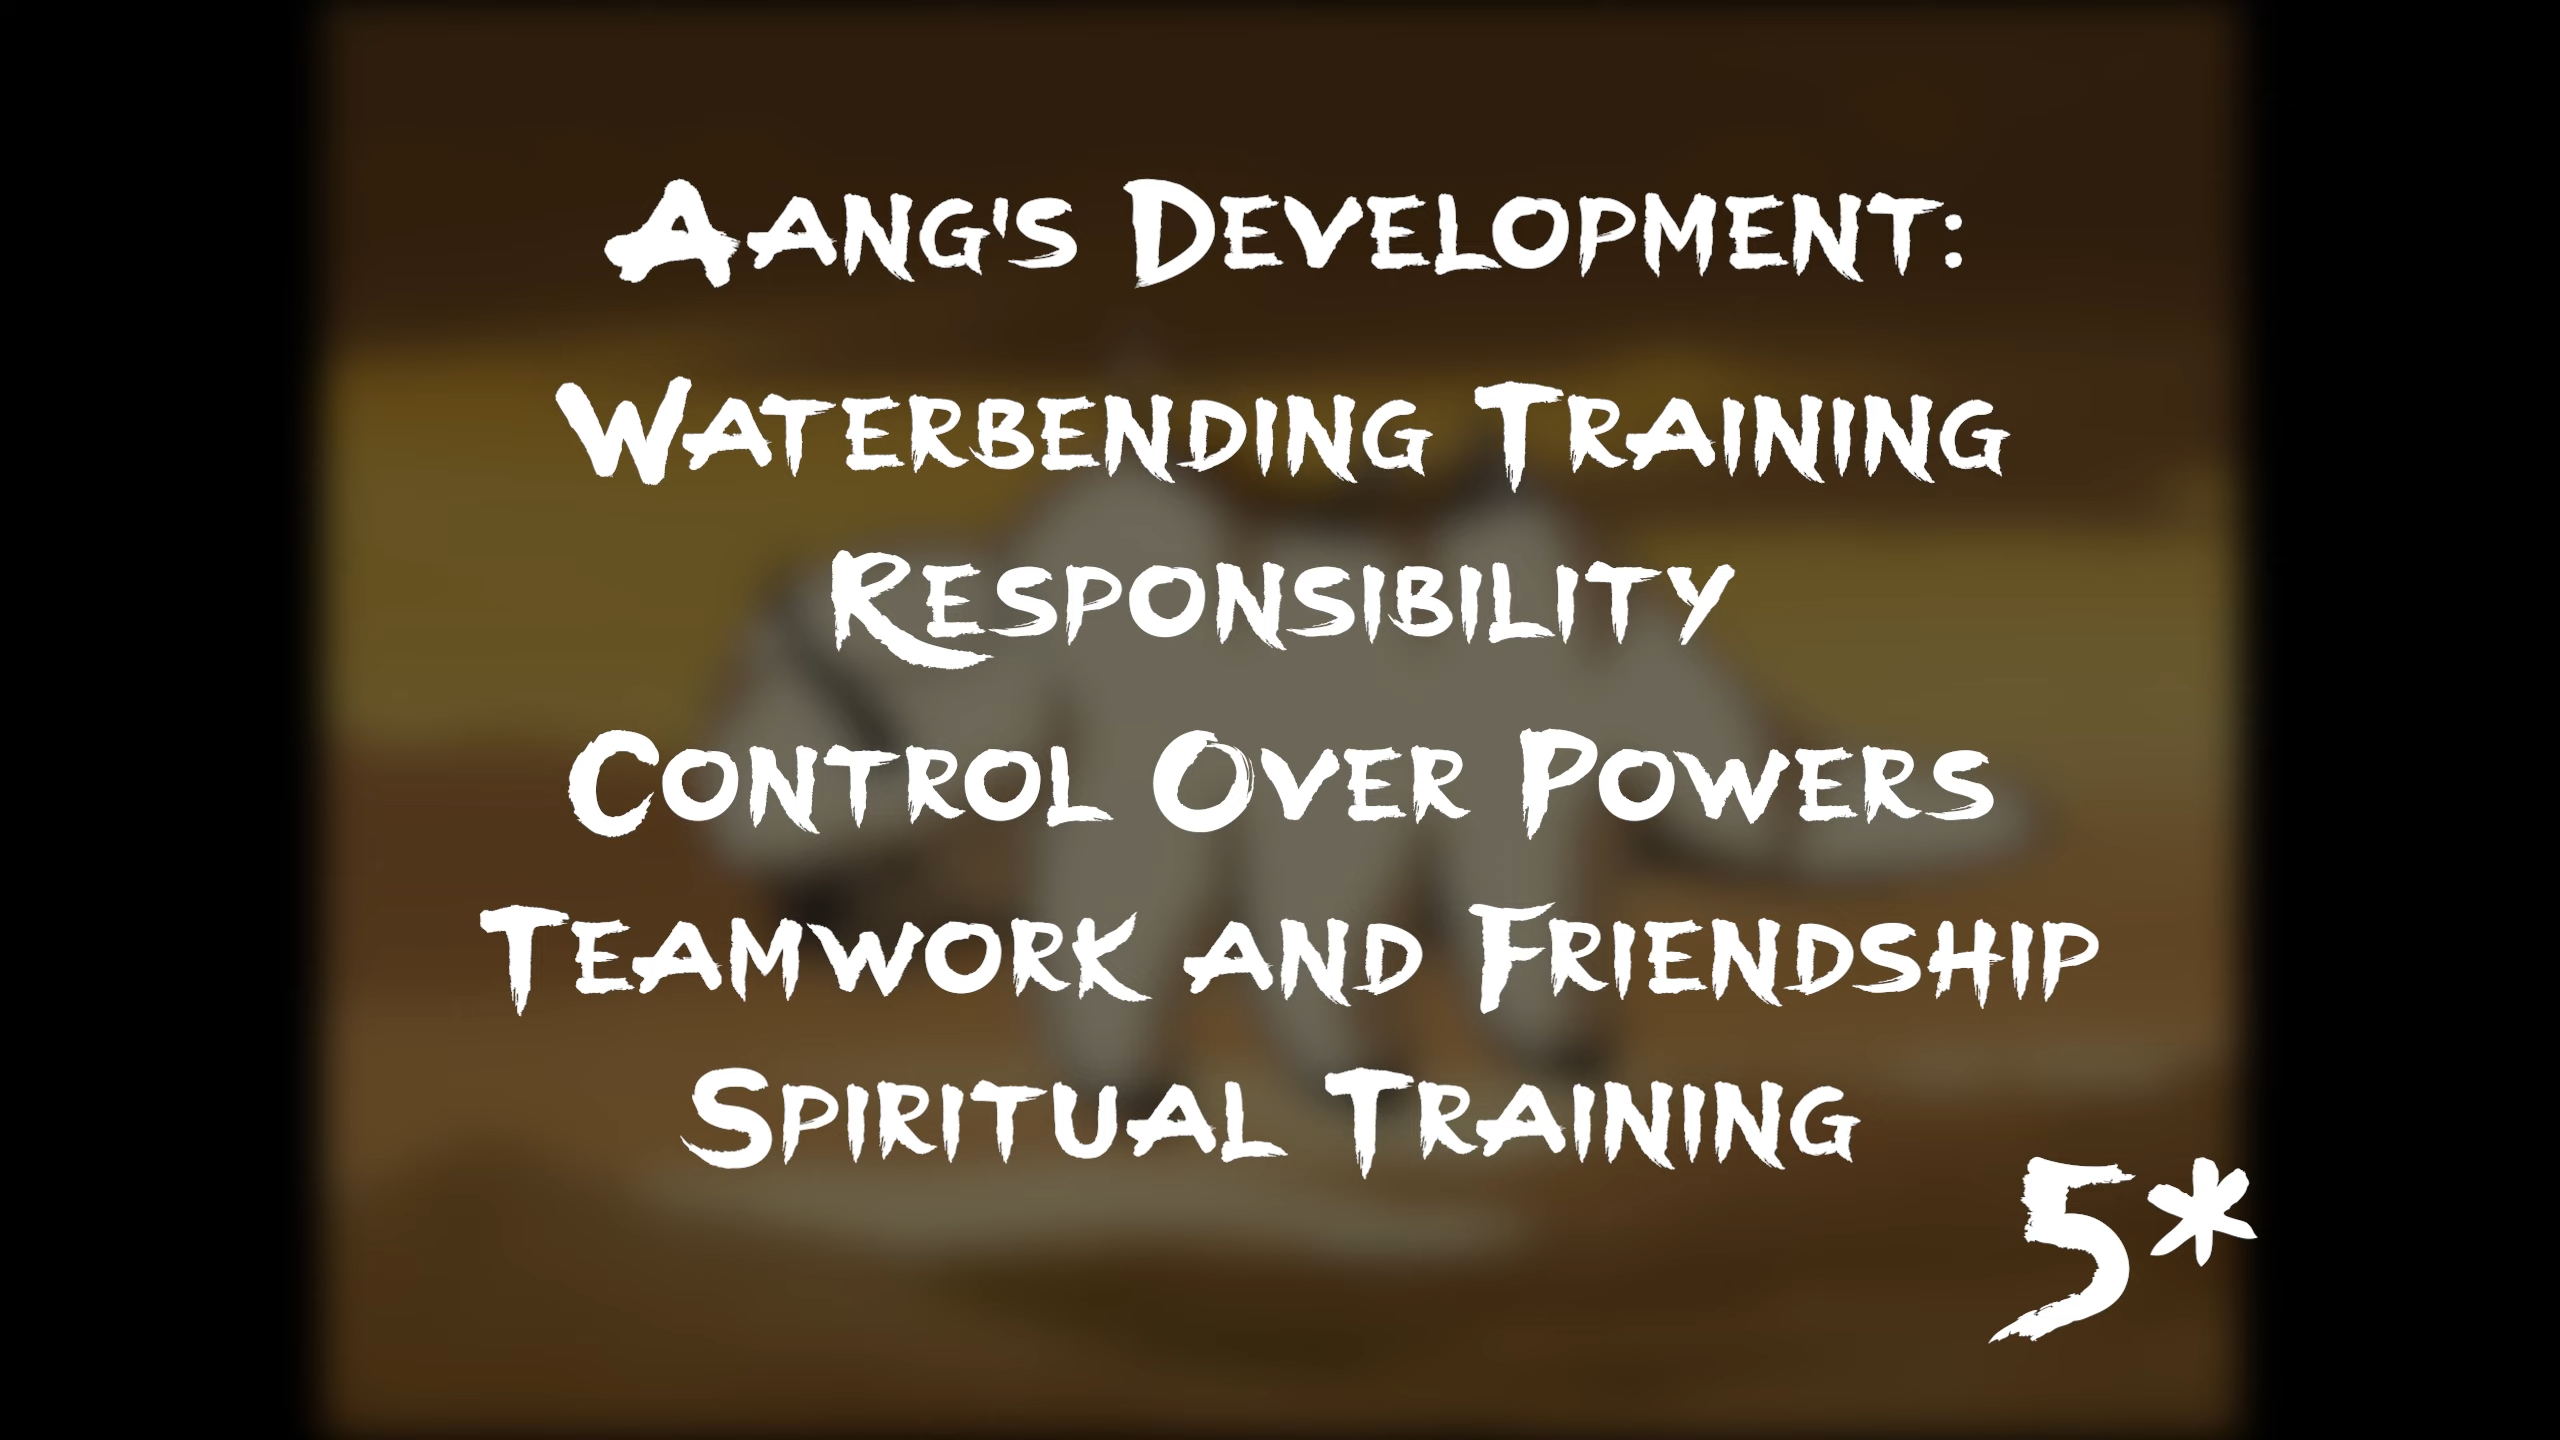 Aang's Development:
Waterbending Training
Responsibility
Control Over Powers
Teamwork and Friendship
Spiritual Training
5*